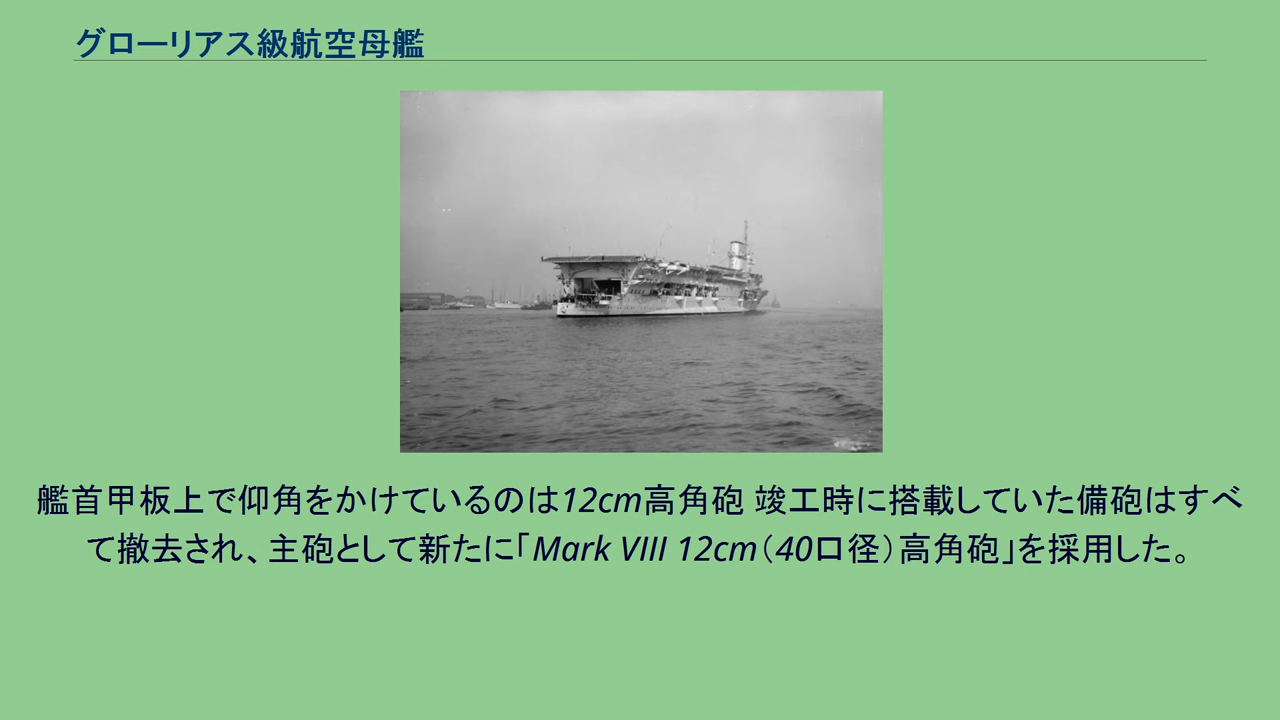 グローリアス級航空母艦
艦首甲板上で仰角をかけているのは12cm高角砲 竣工時に搭載していた備砲はすべ
て撤去され、主砲として新たに「Mark VIII 12cm（40口径）高角砲」を採用した。